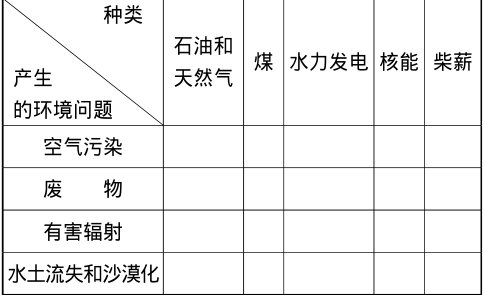 种类
产生
的环境问题
石油和
天然气
煤
水力发电
核能
柴薪
空气污染
废 物
有害辐射
水土流失和沙漠化